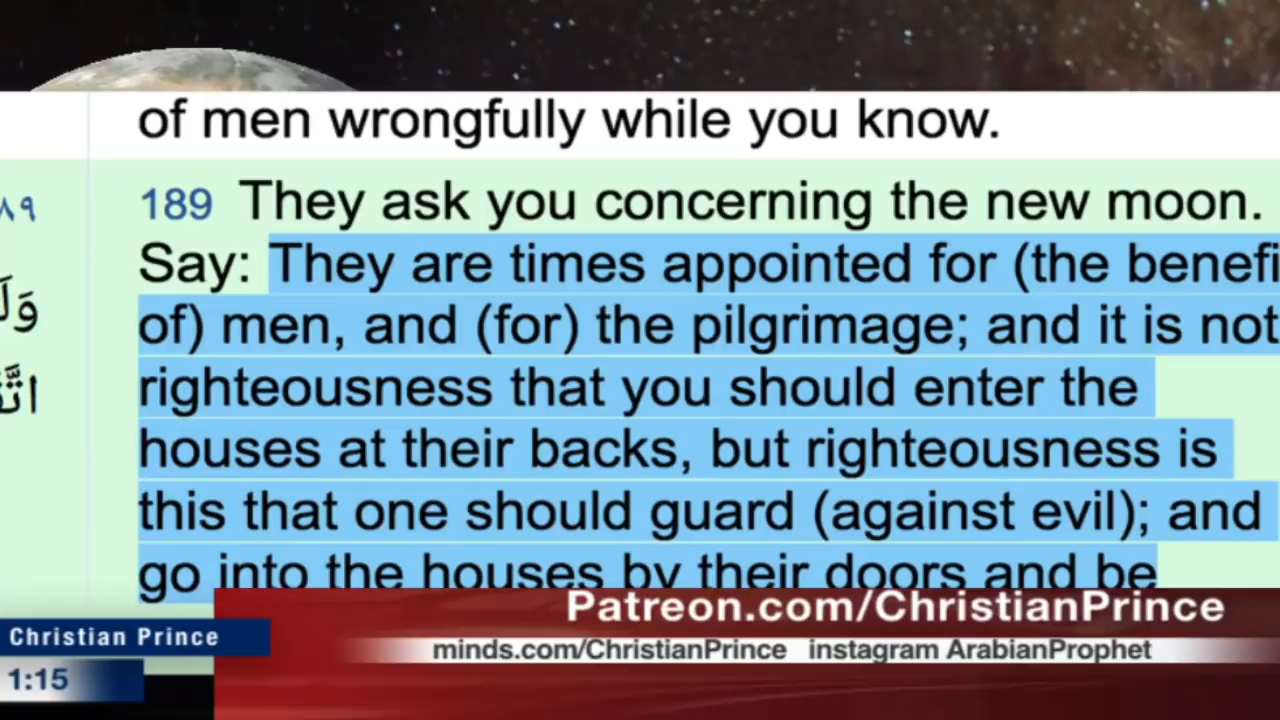 of men wrongfully while you know.
189 They ask you concerning the new moon.
Say: They are times appointed for (the benefi
of) men, and (for) the pilgrimage; and it is not
righteousness that you should enter the
houses at their backs, but righteousness is
this that one should guard (against evil); and
go into the houses by their doors and be
٨٩
وَلَ
Patreon.com/ChristianPrince
Christian Prince
minds.com/ChristianPrince instagram ArabianProphet
1:15